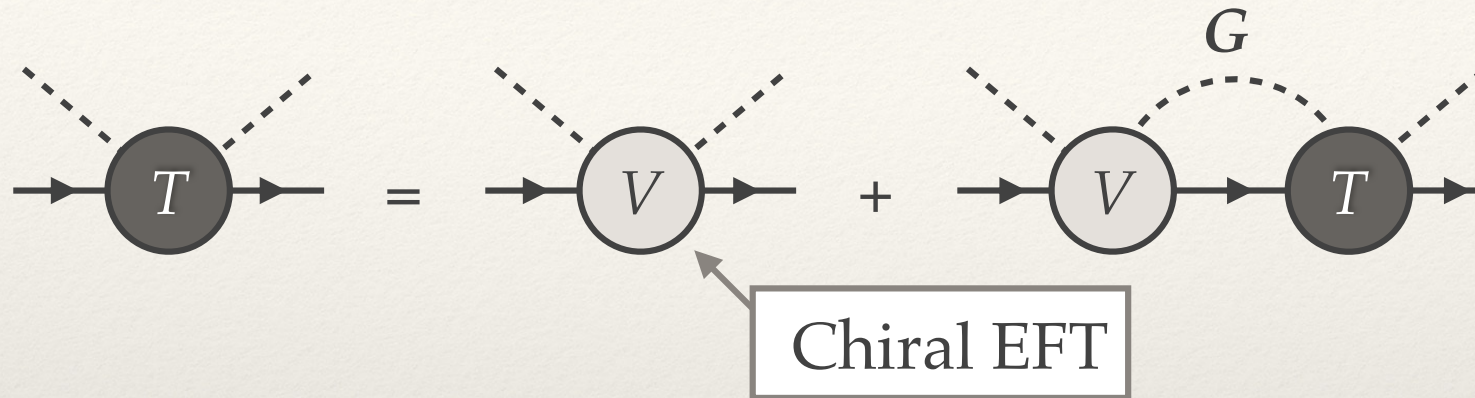 G
T = V + V T
Chiral EFT